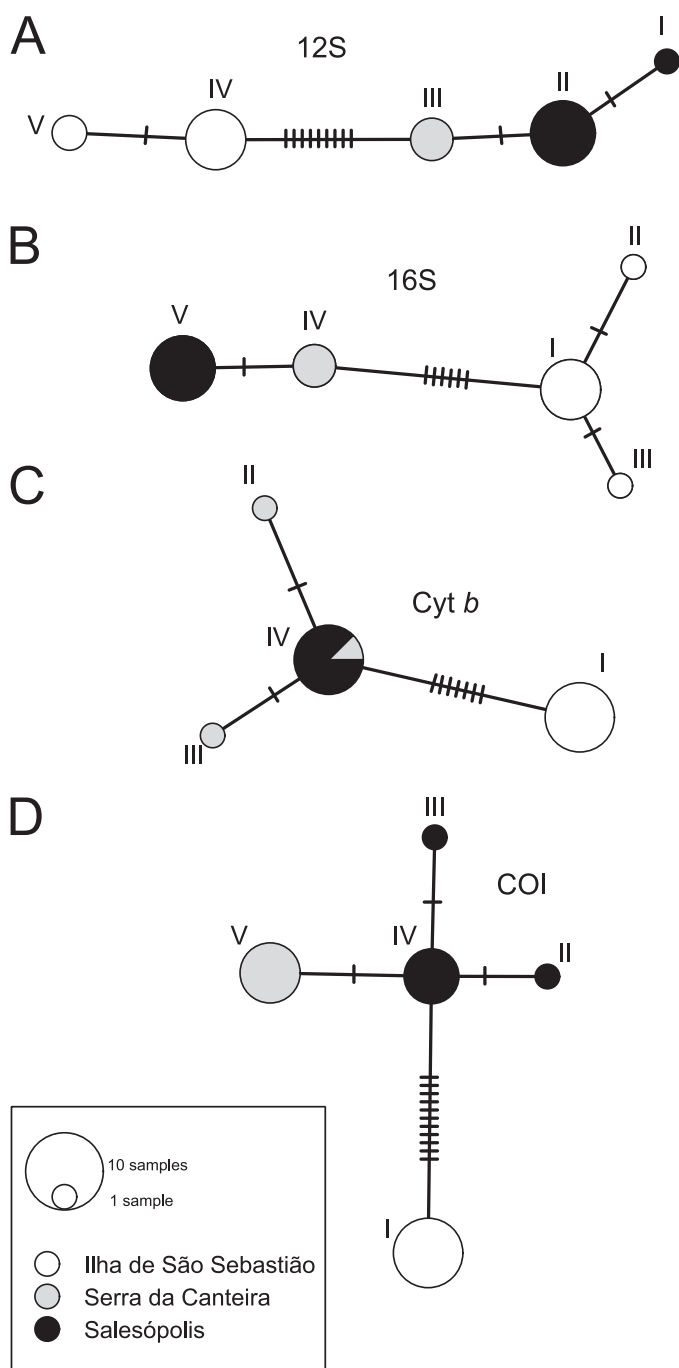 A
12S
I
II
III
IV
V
B
16S
II
V
IV
I
III
C
II
Cyt b
IV
I
III
D
III
COI
V
IV
II
I
10 samples
1 sample
Ilha de São Sebastião
Serra da Canteira
Salesópolis